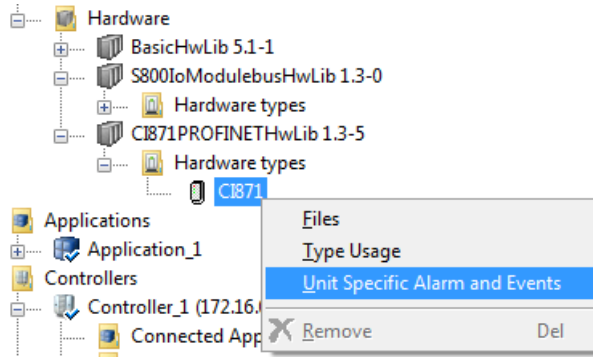 Hardware
BasicHwLib 5.1-1
S800IoModulebusHwLib 1.3-0
Hardware types
CI871PROFINETHwLib 1.3-5
Hardware types
CI871
Applications
Files
Application_1
Type Usage
Controllers
Unit Specific Alarm and Events
Controller_1 (172.16.
Connected App
Remove Del